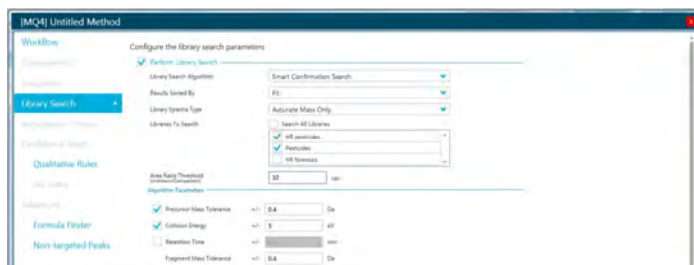 [MQ4] Untitled Method
Workflow
Configure the library search parameters
Perform Library Search
Library Search Algorithm Smart Confirmation Search
Results Sorted By Fit
Library Spectra Type Accurate Mass Only
Library Search
Libraries To Search Search All Libraries
HR pesticides
Pesticides
HR forensics
Qualitative Rules
Area Ratio Threshold 10
(Unknown/Comparison)
Algorithm Parameters
Precursor Mass Tolerance +/- 0.4 Da
Formula Finder
Collision Energy +/- 5 eV
Non-targeted Peaks
Retention Time +/- min
Fragment Mass Tolerance +/- 0.4 Da